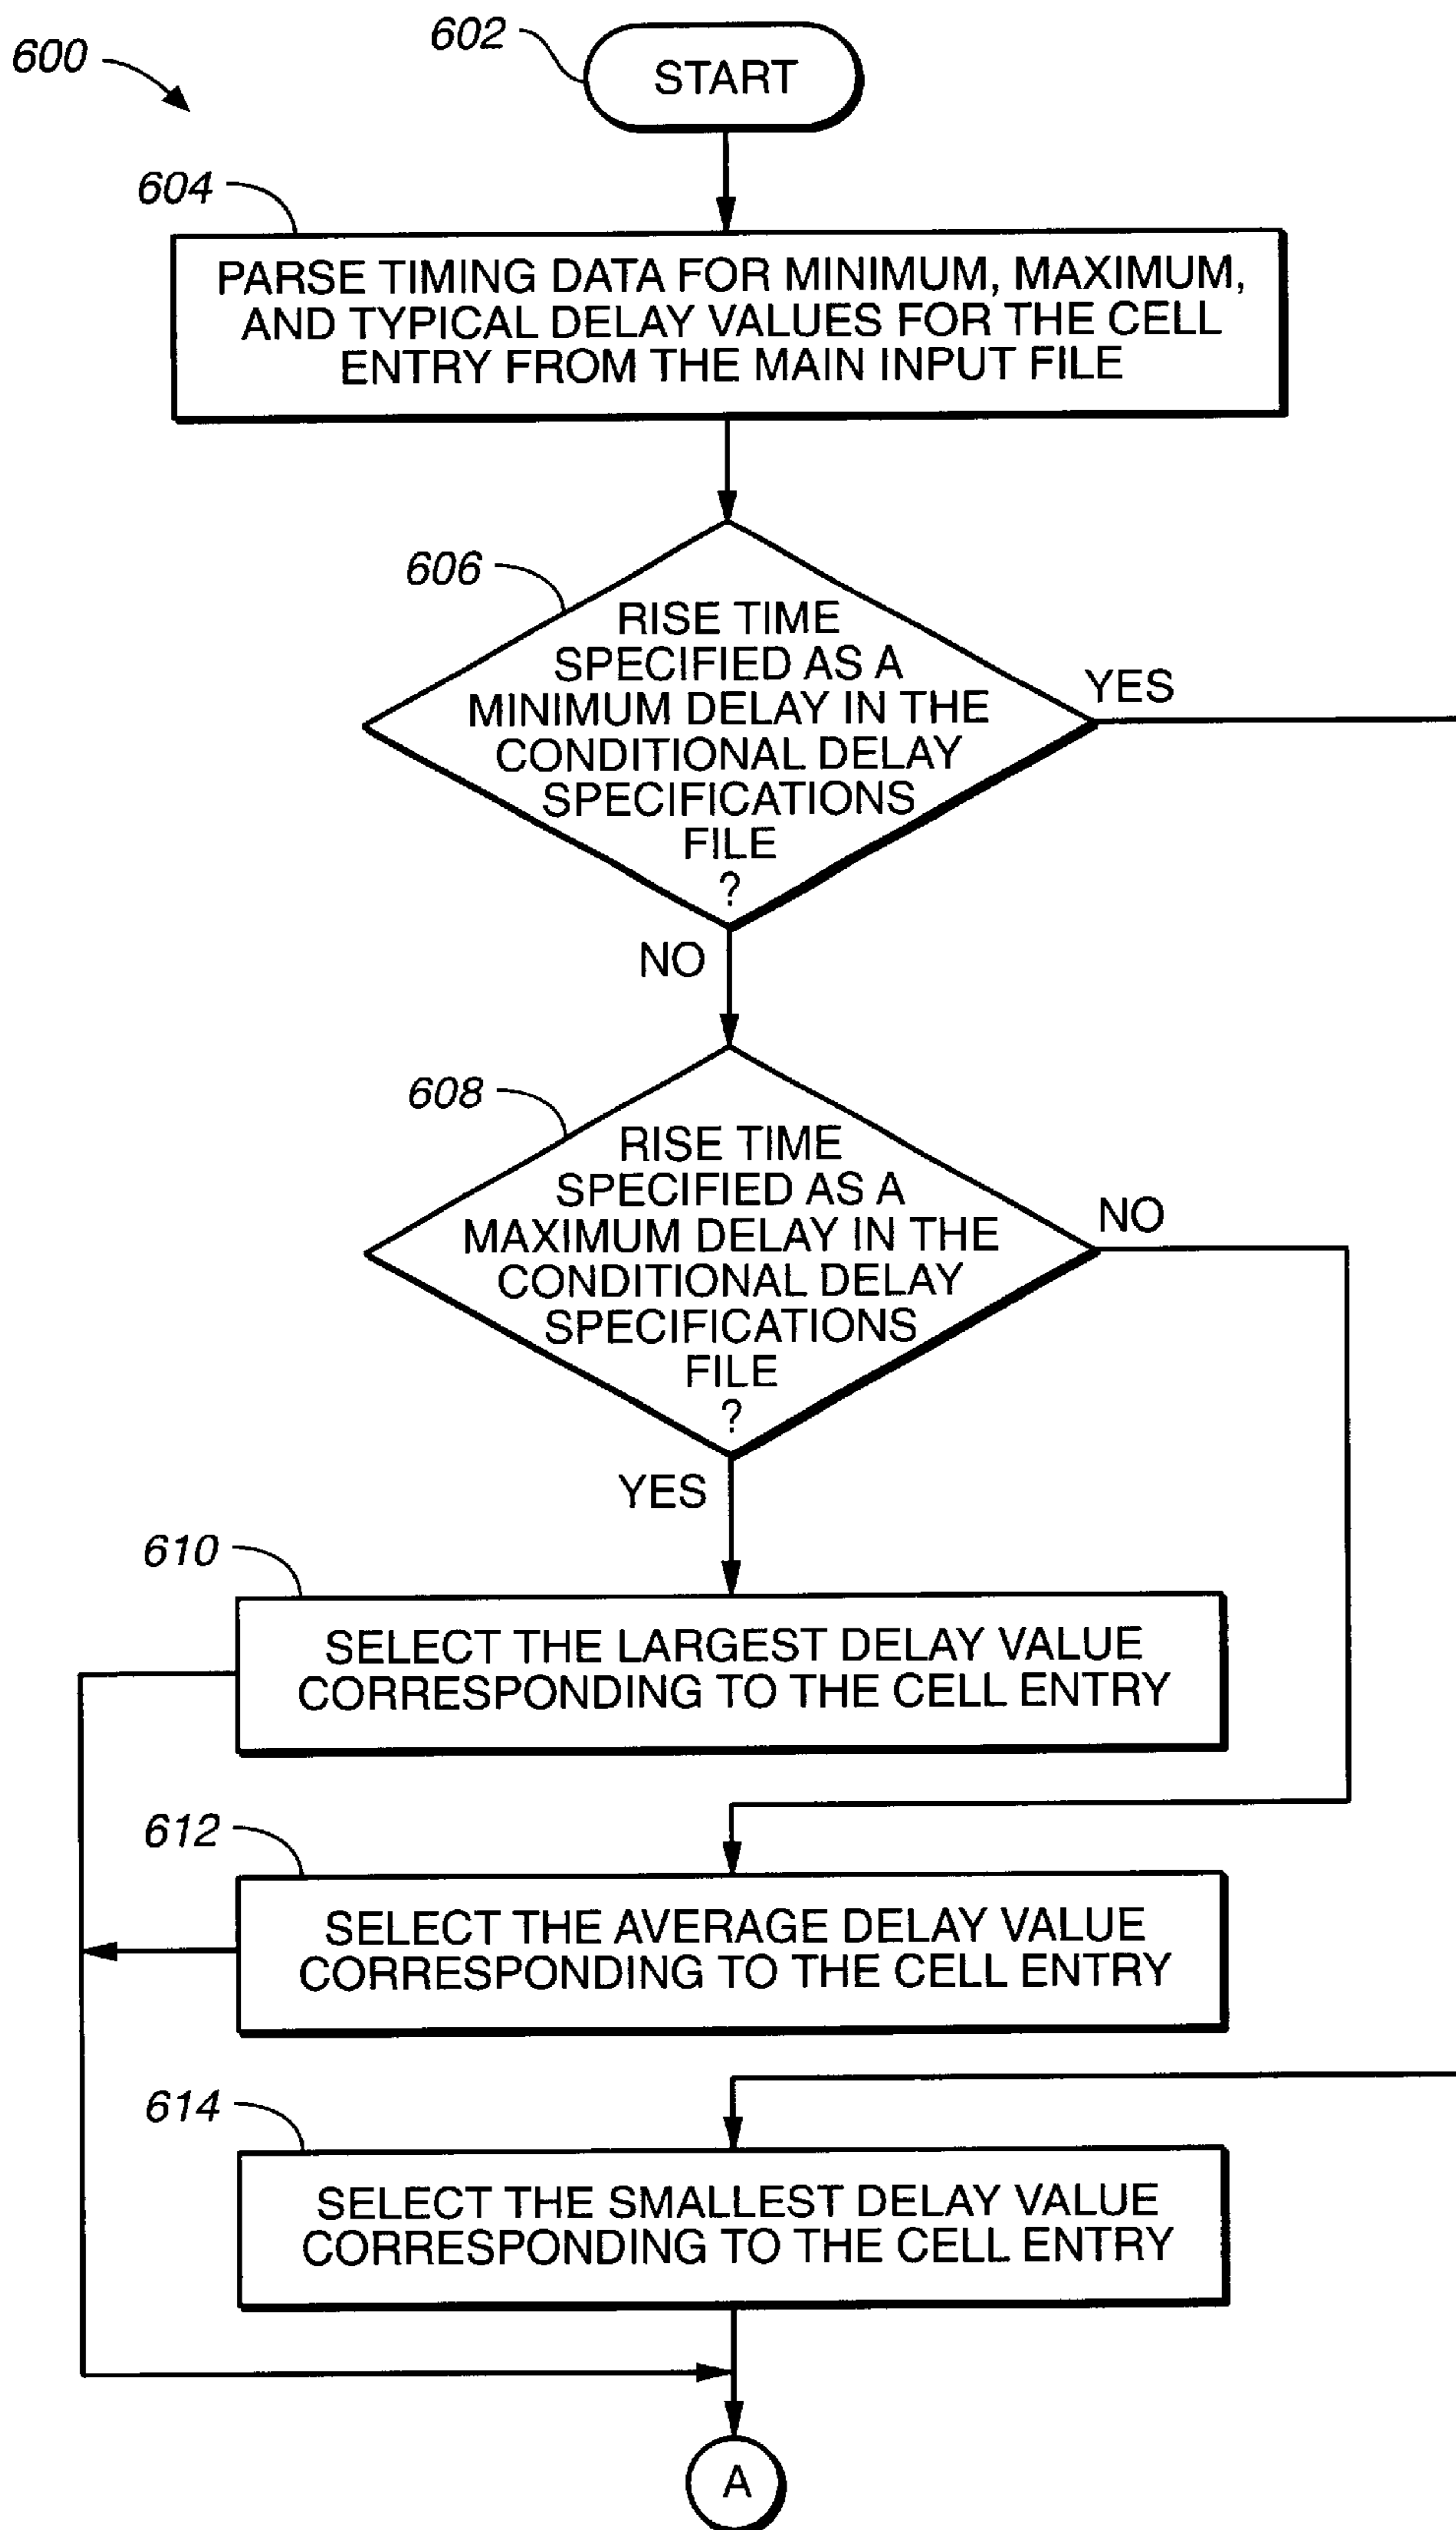 600
602
START
604
PARSE TIMING DATA FOR MINIMUM, MAXIMUM,
AND TYPICAL DELAY VALUES FOR THE CELL
ENTRY FROM THE MAIN INPUT FILE
606
RISE TIME
SPECIFIED AS A
MINIMUM DELAY IN THE
CONDITIONAL DELAY
SPECIFICATIONS
FILE
?
YES
NO
608
RISE TIME
SPECIFIED AS A
MAXIMUM DELAY IN THE
CONDITIONAL DELAY
SPECIFICATIONS
FILE
?
NO
YES
610
SELECT THE LARGEST DELAY VALUE
CORRESPONDING TO THE CELL ENTRY
612
SELECT THE AVERAGE DELAY VALUE
CORRESPONDING TO THE CELL ENTRY
614
SELECT THE SMALLEST DELAY VALUE
CORRESPONDING TO THE CELL ENTRY
A